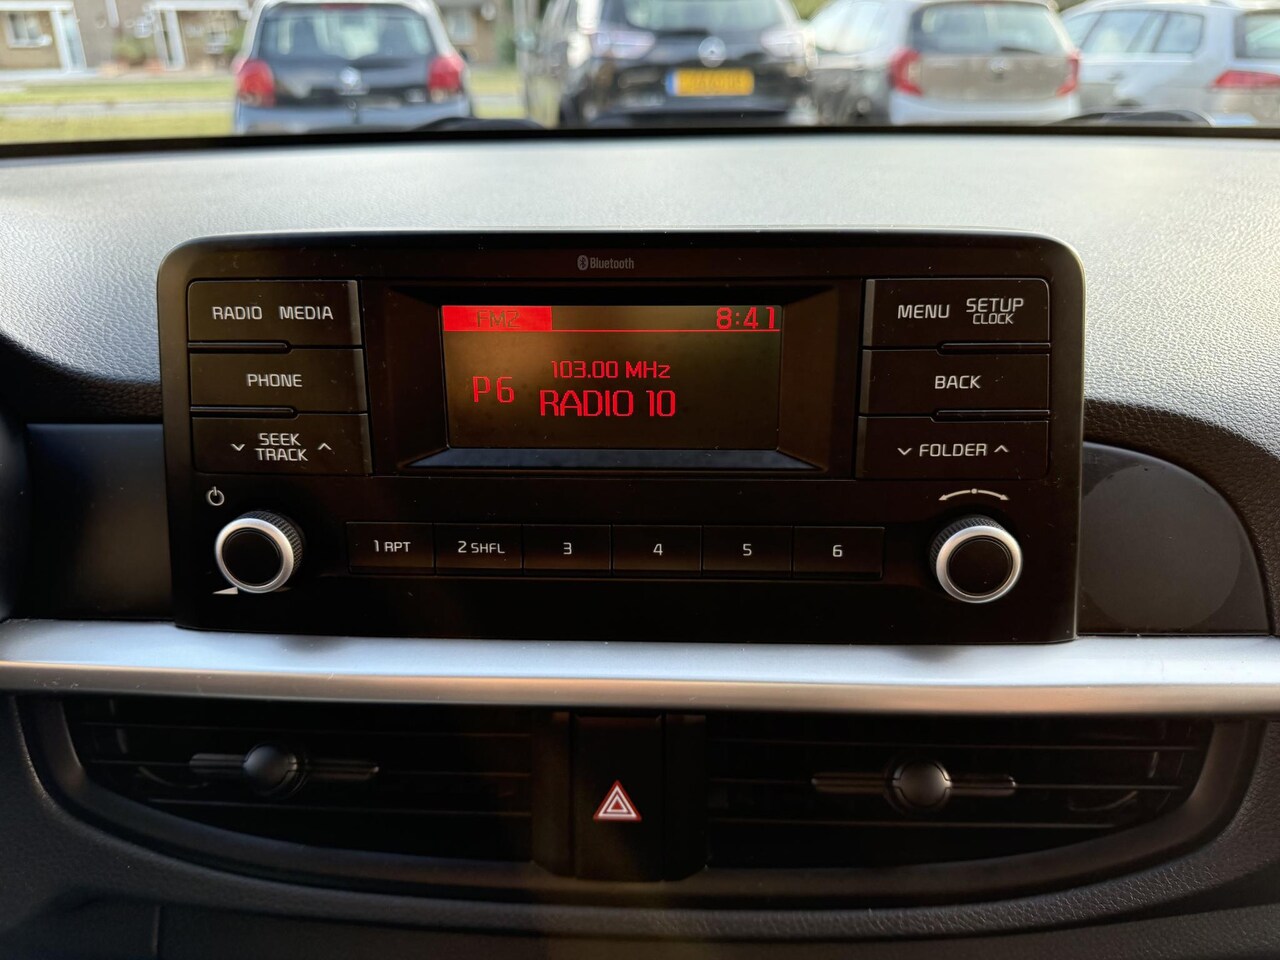 Bluetooth
RADIO MEDIA
PHONE
SEEK
TRACK
FM2 8:41
103.00 MHz
P6 RADIO 10
MENU SETUP
CLOCK
BACK
FOLDER
1 RPT 2 SHFL 3 4 5 6